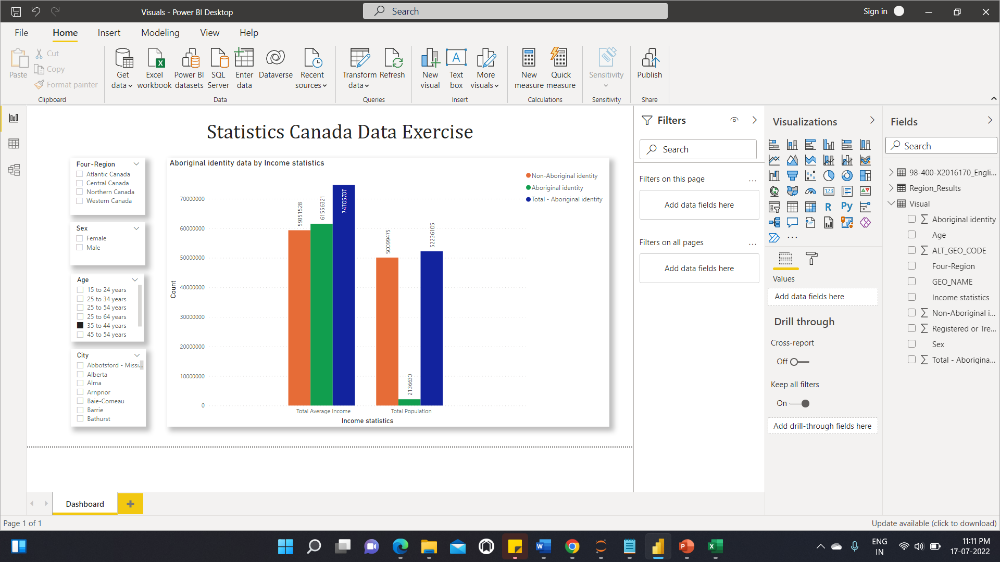 Visuals - Power BI Desktop
Search
Sign in
File Home Insert Modeling View Help
Paste
Cut
Copy
Format painter
Clipboard
Get data
Excel workbook
Power BI datasets
SQL Server
Enter data
Dataverse
Recent sources
Data
Transform data
Refresh
Queries
New visual
Text box
More visuals
Insert
New measure
Quick measure
Calculations
Sensitivity
Sensitivity
Publish
Share
Statistics Canada Data Exercise
Four-Region
Atlantic Canada
Central Canada
Northern Canada
Western Canada
Sex
Female
Male
Age
15 to 24 years
25 to 34 years
25 to 54 years
25 to 64 years
35 to 44 years
45 to 54 years
City
Abbotsford - Missi...
Alberta
Alma
Arnprior
Baie-Comeau
Barrie
Bathurst
Aboriginal identity data by Income statistics
Non-Aboriginal identity
Aboriginal identity
Total - Aboriginal identity
Count
70000000
60000000
50000000
40000000
30000000
20000000
10000000
0
59351528
61556321
74705707
50099475
2136630
52236105
Total Average Income
Total Population
Income statistics
Filters
Search
Filters on this page ...
Add data fields here
Filters on all pages ...
Add data fields here
Visualizations
123
R
Py
...
Values
Add data fields here
Drill through
Cross-report
Off
Keep all filters
On
Add drill-through fields here
Fields
Search
98-400-X2016170_Engli...
Region_Results
Visual
Aboriginal identity
Age
ALT_GEO_CODE
Four-Region
GEO_NAME
Income statistics
Non-Aboriginal i...
Registered or Tre...
Sex
Total - Aborigina...
Dashboard
Page 1 of 1
Update available (click to download)
ENG
IN
11:11 PM
17-07-2022